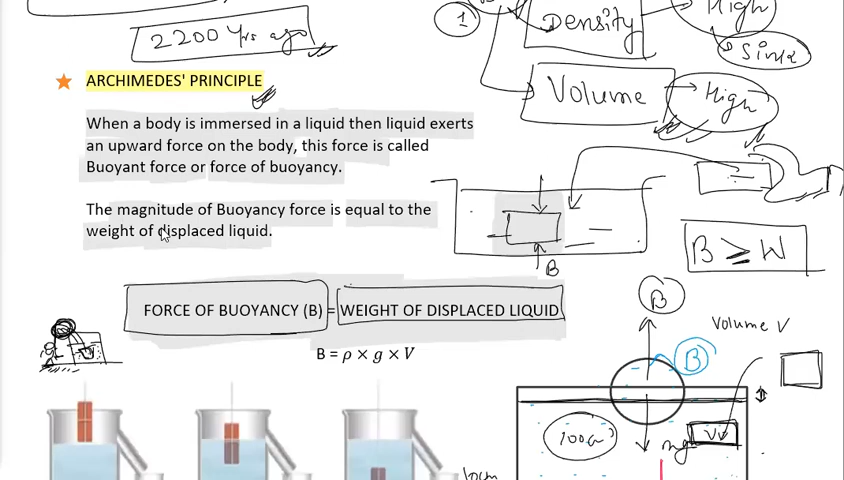 2200 Yrs ago
1
Density
High
Sink
Volume
High
ARCHIMEDES' PRINCIPLE
When a body is immersed in a liquid then liquid exerts
an upward force on the body, this force is called
Buoyant force or force of buoyancy.
The magnitude of Buoyancy force is equal to the
weight of displaced liquid.
B
B ≥ W
FORCE OF BUOYANCY (B) = WEIGHT OF DISPLACED LIQUID
B = ρ × g × V
B
Volume V
B
mg
10cm